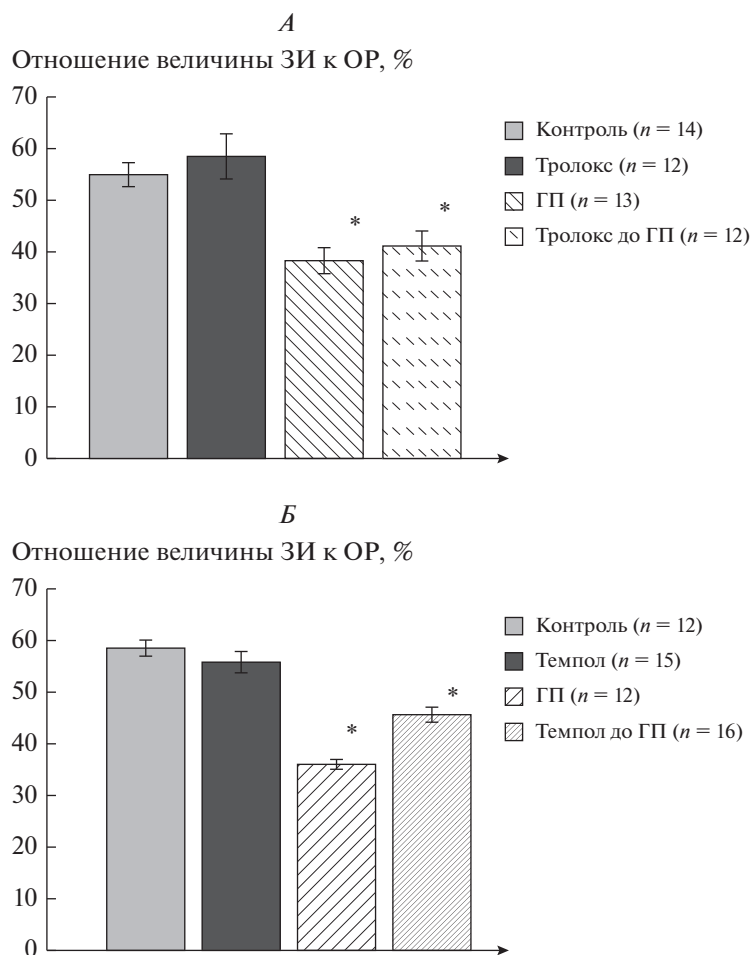 А
Отношение величины ЗИ к ОР, %
70
60
50
40
30
20
10
0
* *
Контроль (n = 14)
Тролокс (n = 12)
ГП (n = 13)
Тролокс до ГП (n = 12)
Б
Отношение величины ЗИ к ОР, %
70
60
50
40
30
20
10
0
*
*
Контроль (n = 12)
Темпол (n = 15)
ГП (n = 12)
Темпол до ГП (n = 16)